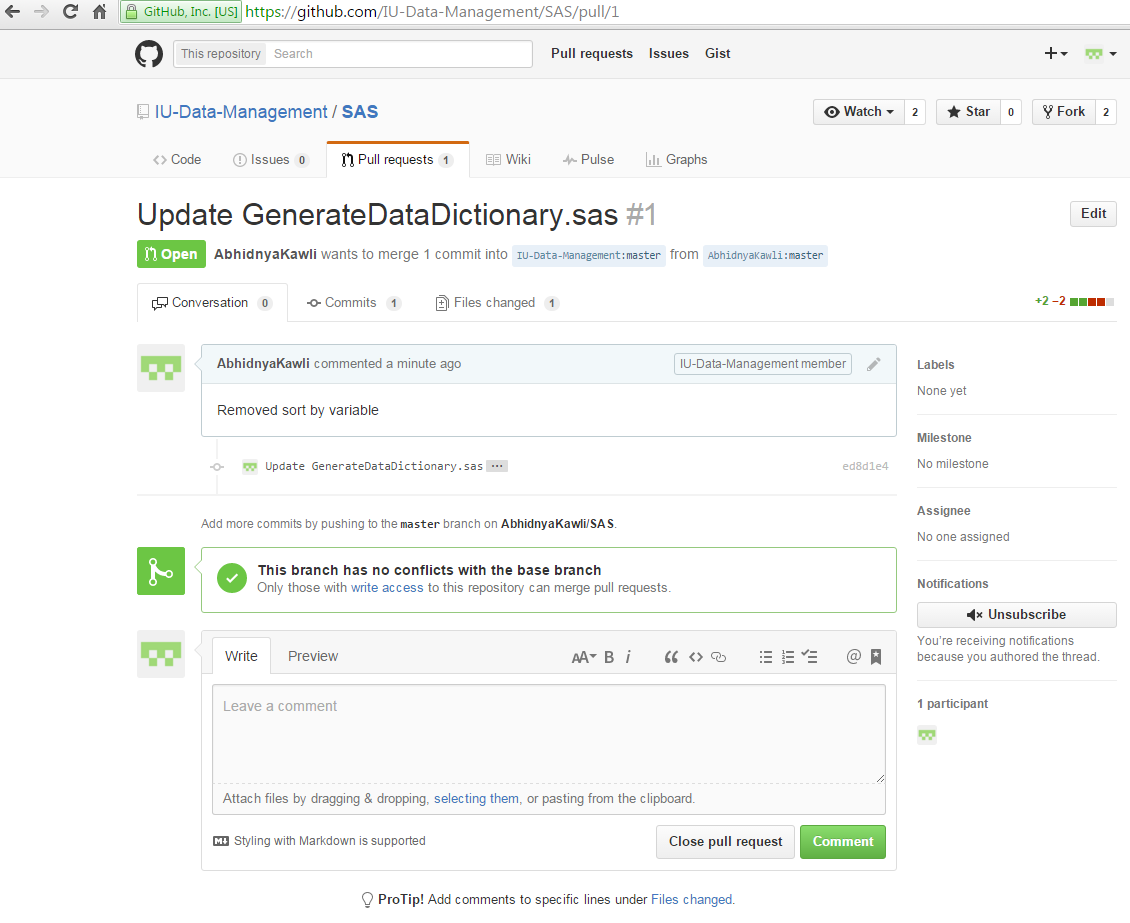 GitHub, Inc. [US] https://github.com/IU-Data-Management/SAS/pull/1
This repository Search Pull requests Issues Gist
IU-Data-Management / SAS Watch 2 Star 0 Fork 2
Code Issues 0 Pull requests 1 Wiki Pulse Graphs
Update GenerateDataDictionary.sas #1 Edit
Open AbhidnyaKawli wants to merge 1 commit into IU-Data-Management:master from AbhidnyaKawli:master
Conversation 0 Commits 1 Files changed 1 +2 −2
AbhidnyaKawli commented a minute ago IU-Data-Management member
Removed sort by variable
Update GenerateDataDictionary.sas ... ed8d1e4
Add more commits by pushing to the master branch on AbhidnyaKawli/SAS.
This branch has no conflicts with the base branch
Only those with write access to this repository can merge pull requests.
Write Preview AA B i @
Leave a comment
Attach files by dragging & dropping, selecting them, or pasting from the clipboard.
Styling with Markdown is supported Close pull request Comment
ProTip! Add comments to specific lines under Files changed.
Labels
None yet
Milestone
No milestone
Assignee
No one assigned
Notifications
Unsubscribe
You're receiving notifications
because you authored the thread.
1 participant